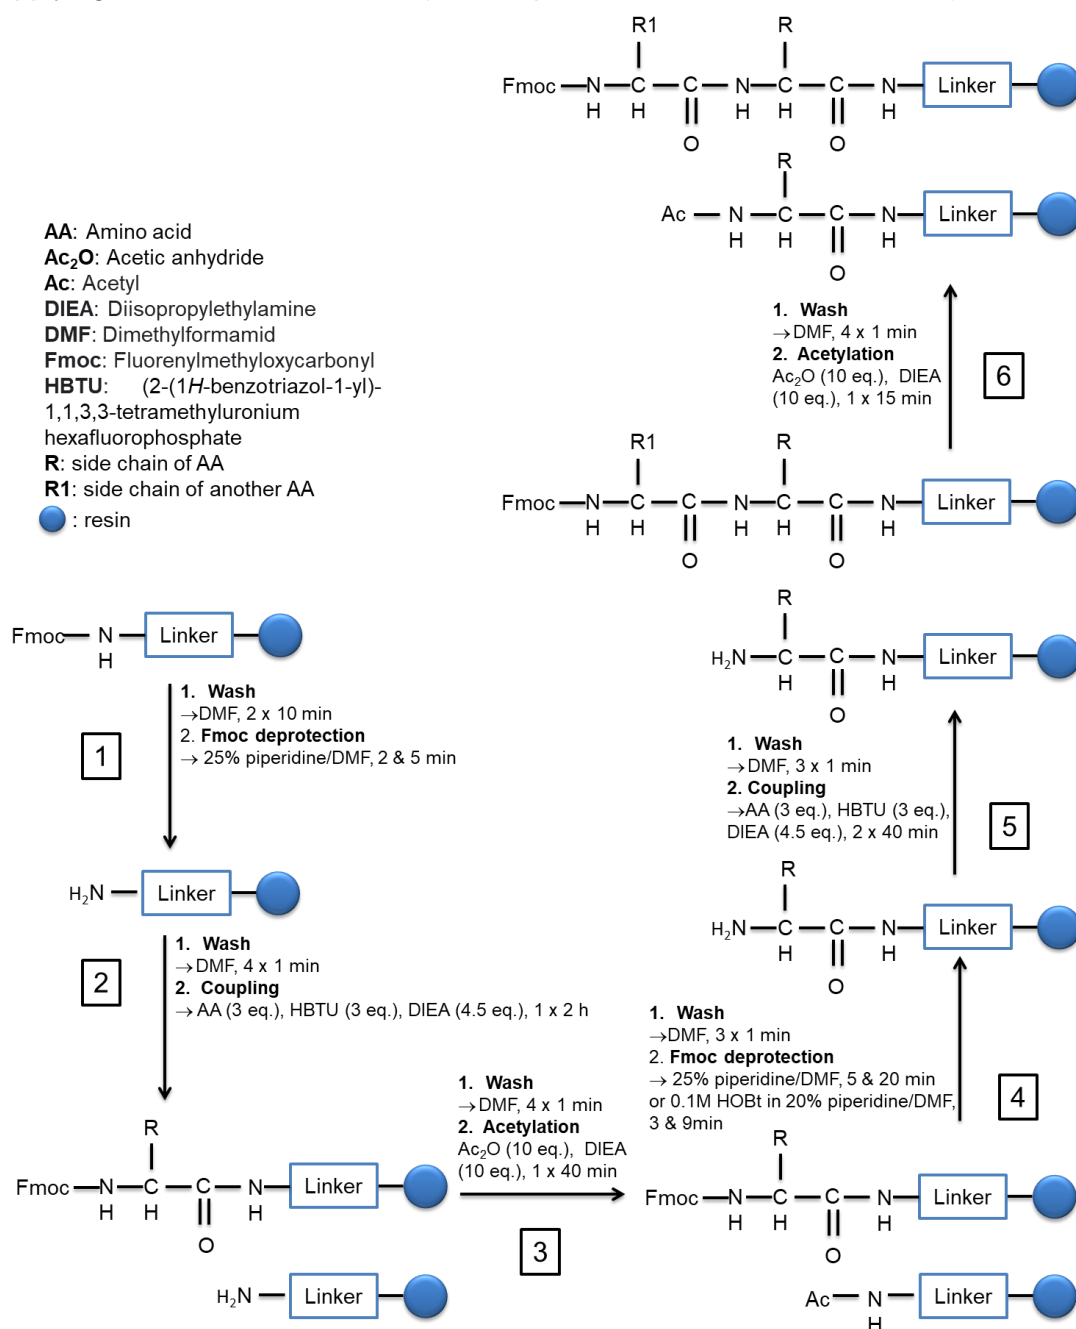 R1
R
Fmoc N C C N C C N Linker
H H H H H
O O
R
Ac N C C N Linker
H H H
O
AA: Amino acid
Ac2O: Acetic anhydride
Ac: Acetyl
DIEA: Diisopropylethylamine
DMF: Dimethylformamid
Fmoc: Fluorenylmethyloxycarbonyl
HBTU: (2-(1H-benzotriazol-1-yl)-
1,1,3,3-tetramethyluronium
hexafluorophosphate
R: side chain of AA
R1: side chain of another AA
: resin
1. Wash
→DMF, 4 x 1 min
2. Acetylation
Ac2O (10 eq.), DIEA
(10 eq.), 1 x 15 min
6
R1 R
Fmoc N C C N C C N Linker
H H H H H
O O
R
H2N C C N Linker
H H
O
Fmoc N Linker
H
1. Wash
→DMF, 2 x 10 min
2. Fmoc deprotection
→ 25% piperidine/DMF, 2 & 5 min
1
1. Wash
→DMF, 3 x 1 min
2. Coupling
→AA (3 eq.), HBTU (3 eq.),
DIEA (4.5 eq.), 2 x 40 min
5
H2N Linker
R
H2N C C N Linker
H H
O
1. Wash
→DMF, 4 x 1 min
2. Coupling
→ AA (3 eq.), HBTU (3 eq.), DIEA (4.5 eq.), 1 x 2 h
2
1. Wash
→DMF, 3 x 1 min
2. Fmoc deprotection
→ 25% piperidine/DMF, 5 & 20 min
or 0.1M HOBt in 20% piperidine/DMF,
3 & 9min
4
1. Wash
→DMF, 4 x 1 min
2. Acetylation
Ac2O (10 eq.), DIEA
(10 eq.), 1 x 40 min
3
R
Fmoc N C C N Linker
H H H
O
H2N Linker
R
Fmoc N C C N Linker
H H H
O
Ac N Linker
H